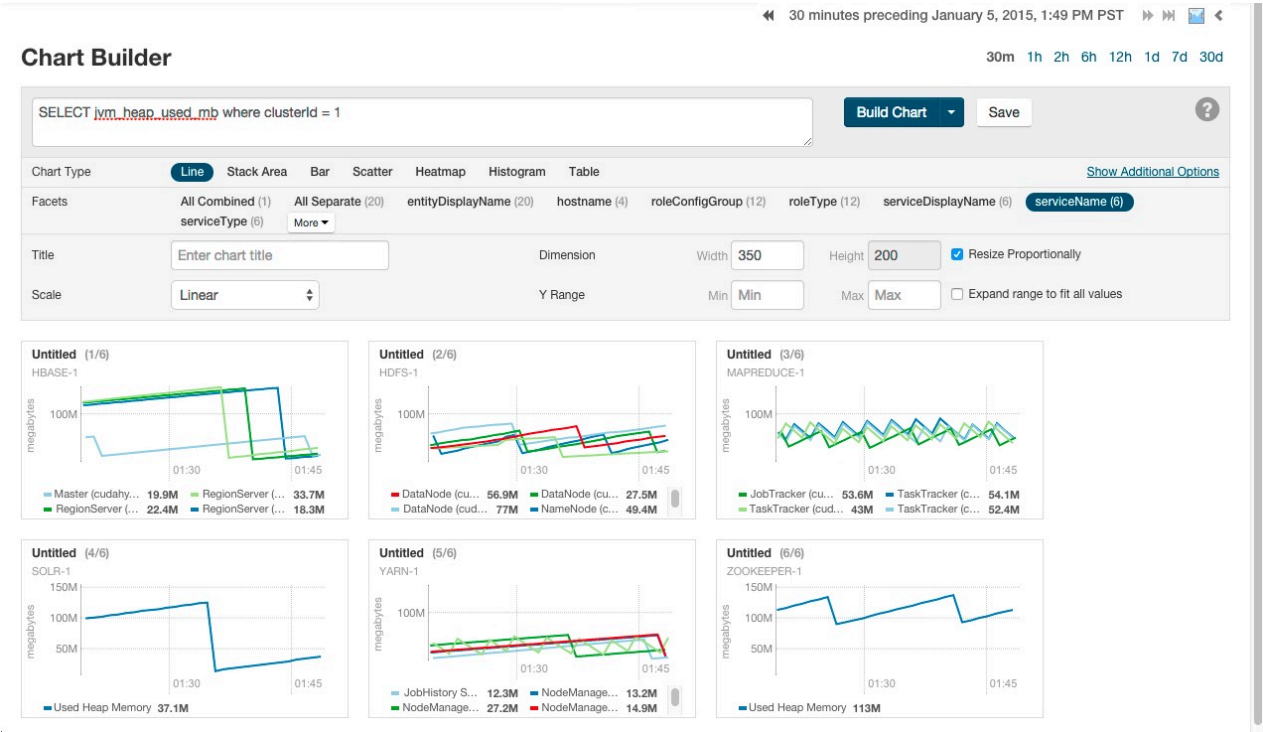 30 minutes preceding January 5, 2015, 1:49 PM PST
Chart Builder
30m 1h 2h 6h 12h 1d 7d 30d
SELECT jvm_heap_used_mb where clusterId = 1
Build Chart
Save
?
Chart Type
Line Stack Area Bar Scatter Heatmap Histogram Table
Show Additional Options
Facets
All Combined (1) All Separate (20) entityDisplayName (20) hostname (4) roleConfigGroup (12) roleType (12) serviceDisplayName (6) serviceName (6)
serviceType (6) More
Title Enter chart title Dimension Width 350 Height 200 Resize Proportionally
Scale Linear Y Range Min Min Max Max Expand range to fit all values
Untitled (1/6)
HBASE-1
megabytes
100M
01:30 01:45
Master (cudahy... 19.9M RegionServer (... 33.7M
RegionServer (... 22.4M RegionServer (... 18.3M
Untitled (2/6)
HDFS-1
megabytes
100M
01:30 01:45
DataNode (cu... 56.9M DataNode (cu... 27.5M
DataNode (cud... 77M NameNode (c... 49.4M
Untitled (3/6)
MAPREDUCE-1
megabytes
100M
01:30 01:45
JobTracker (cu... 53.6M TaskTracker (c... 54.1M
TaskTracker (cud... 43M TaskTracker (c... 52.4M
Untitled (4/6)
SOLR-1
megabytes
150M
100M
50M
01:30 01:45
Used Heap Memory 37.1M
Untitled (5/6)
YARN-1
megabytes
100M
01:30 01:45
JobHistory S... 12.3M NodeManage... 13.2M
NodeManage... 27.2M NodeManage... 14.9M
Untitled (6/6)
ZOOKEEPER-1
megabytes
150M
100M
50M
01:30 01:45
Used Heap Memory 113M